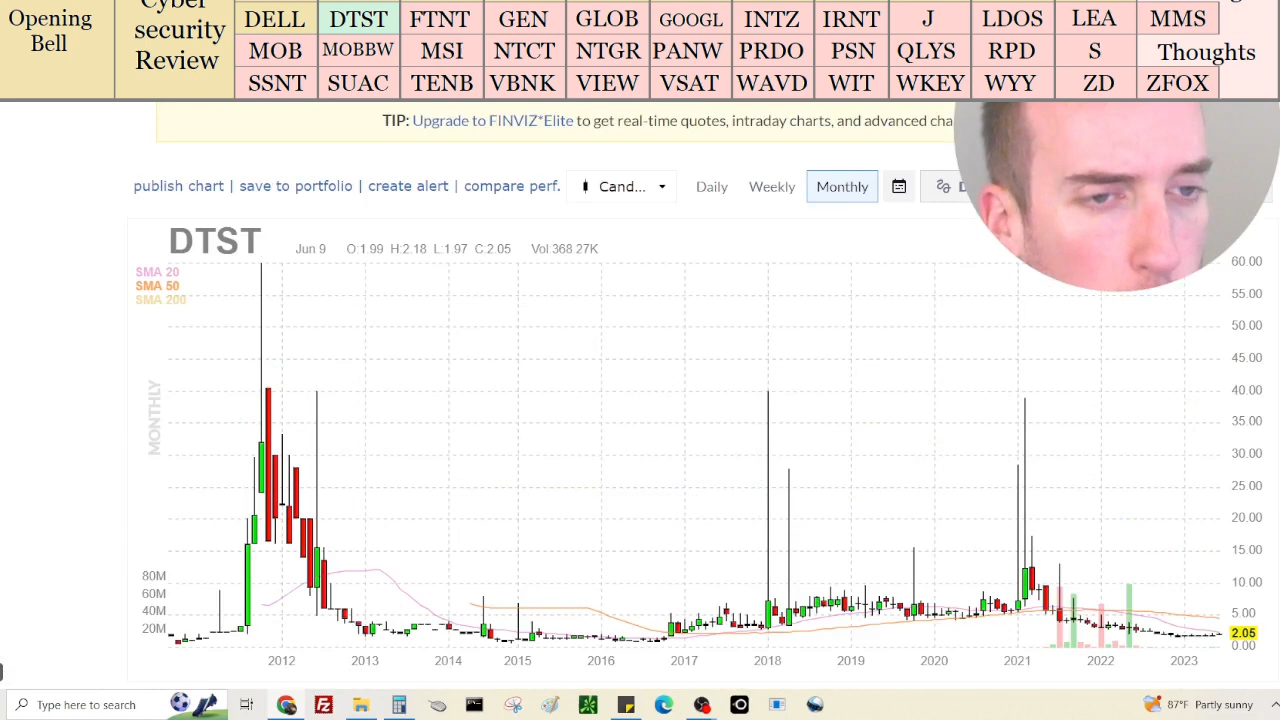 Opening
Bell
Cyber
security
Review
DELL DTST FTNT GEN GLOB GOOGL INTZ IRNT J LDOS LEA MMS
MOB MOBBW MSI NTCT NTGR PANW PRDO PSN QLYS RPD S Thoughts
SSNT SUAC TENB VBNK VIEW VSAT WAVD WIT WKEY WYY ZD ZFOX
TIP: Upgrade to FINVIZ*Elite to get real-time quotes, intraday charts, and advanced cha
publish chart | save to portfolio | create alert | compare perf. Cand... Daily Weekly Monthly D
DTST Jun 9 O:1.99 H:2.18 L:1.97 C:2.05 Vol 368.27K
SMA 20
SMA 50
SMA 200
MONTHLY
60.00
55.00
50.00
45.00
40.00
35.00
30.00
25.00
20.00
15.00
10.00
5.00
2.05
0.00
80M
60M
40M
20M
2012 2013 2014 2015 2016 2017 2018 2019 2020 2021 2022 2023
Type here to search 87°F Partly sunny